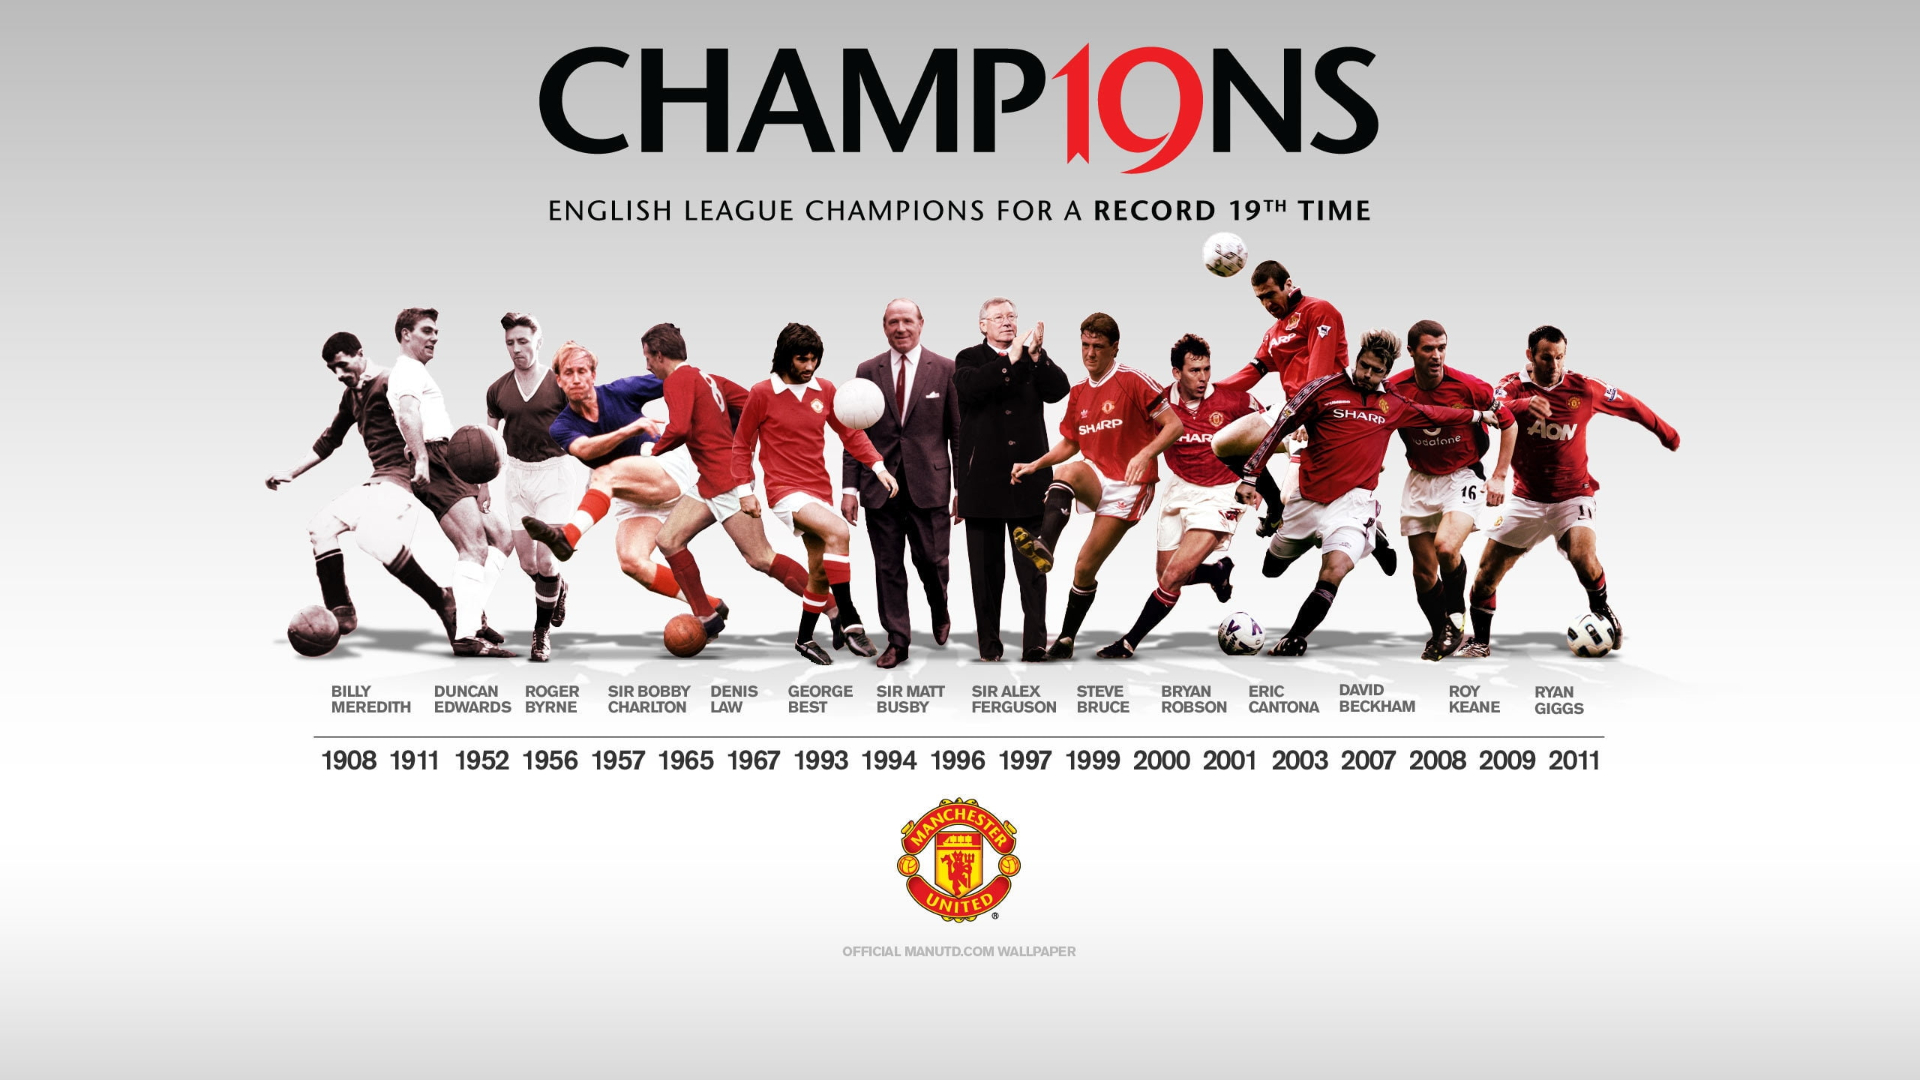 CHAMP19NS
ENGLISH LEAGUE CHAMPIONS FOR A RECORD 19TH TIME
SHARP
SHARP
SHARP
vodafone
AON
8
16
11
BILLY MEREDITH
DUNCAN EDWARDS
ROGER BYRNE
SIR BOBBY CHARLTON
DENIS LAW
GEORGE BEST
SIR MATT BUSBY
SIR ALEX FERGUSON
STEVE BRUCE
BRYAN ROBSON
ERIC CANTONA
DAVID BECKHAM
ROY KEANE
RYAN GIGGS
1908 1911 1952 1956 1957 1965 1967 1993 1994 1996 1997 1999 2000 2001 2003 2007 2008 2009 2011
MANCHESTER
UNITED
®
OFFICIAL MANUTD.COM WALLPAPER